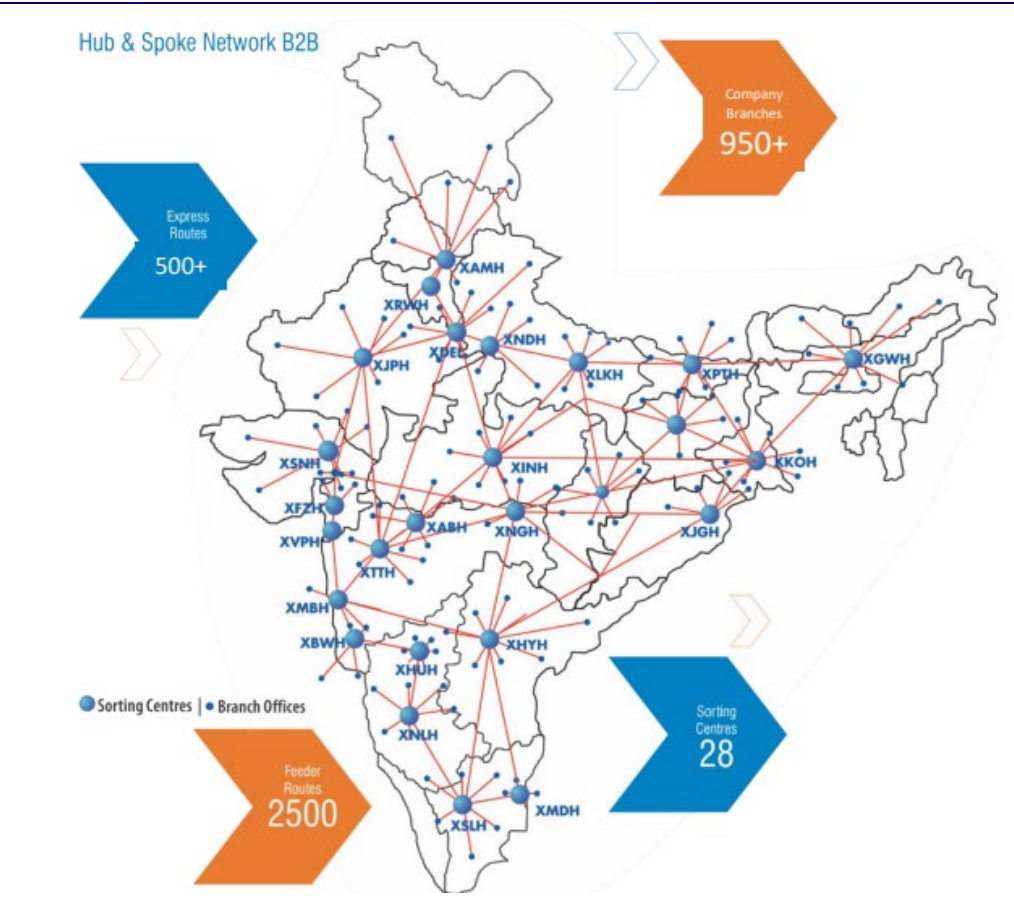 Hub & Spoke Network B2B
Company
Branches
950+
Express
Routes
500+
XAMH
XRWH
XDEL
XNDH
XJPH
XLKH
XPTH
XGWH
XSNH
XINH
XKOH
XFZH
XABH
XNGH
XJGH
XVPH
XTTH
XMBH
XBWH
XHYH
XHUH
Sorting Centres | • Branch Offices
XNLH
Sorting
Centres
28
Feeder
Routes
2500
XMDH
XSLH